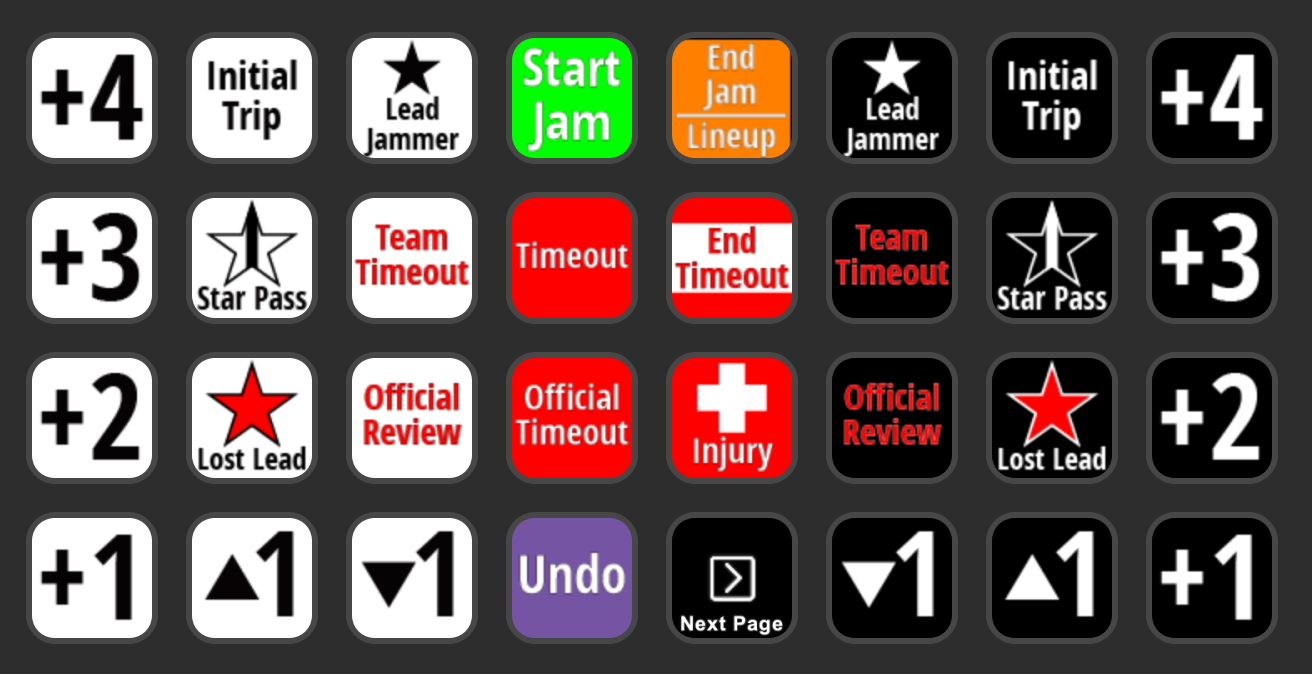 +4
Initial
Trip
Lead
Jammer
Start
Jam
End
Jam
Lineup
Lead
Jammer
Initial
Trip
+4
+3
Star Pass
Team
Timeout
Timeout
End
Timeout
Team
Timeout
Star Pass
+3
+2
Lost Lead
Official
Review
Official
Timeout
Injury
Official
Review
Lost Lead
+2
+1
▲1
▼1
Undo
Next Page
▼1
▲1
+1